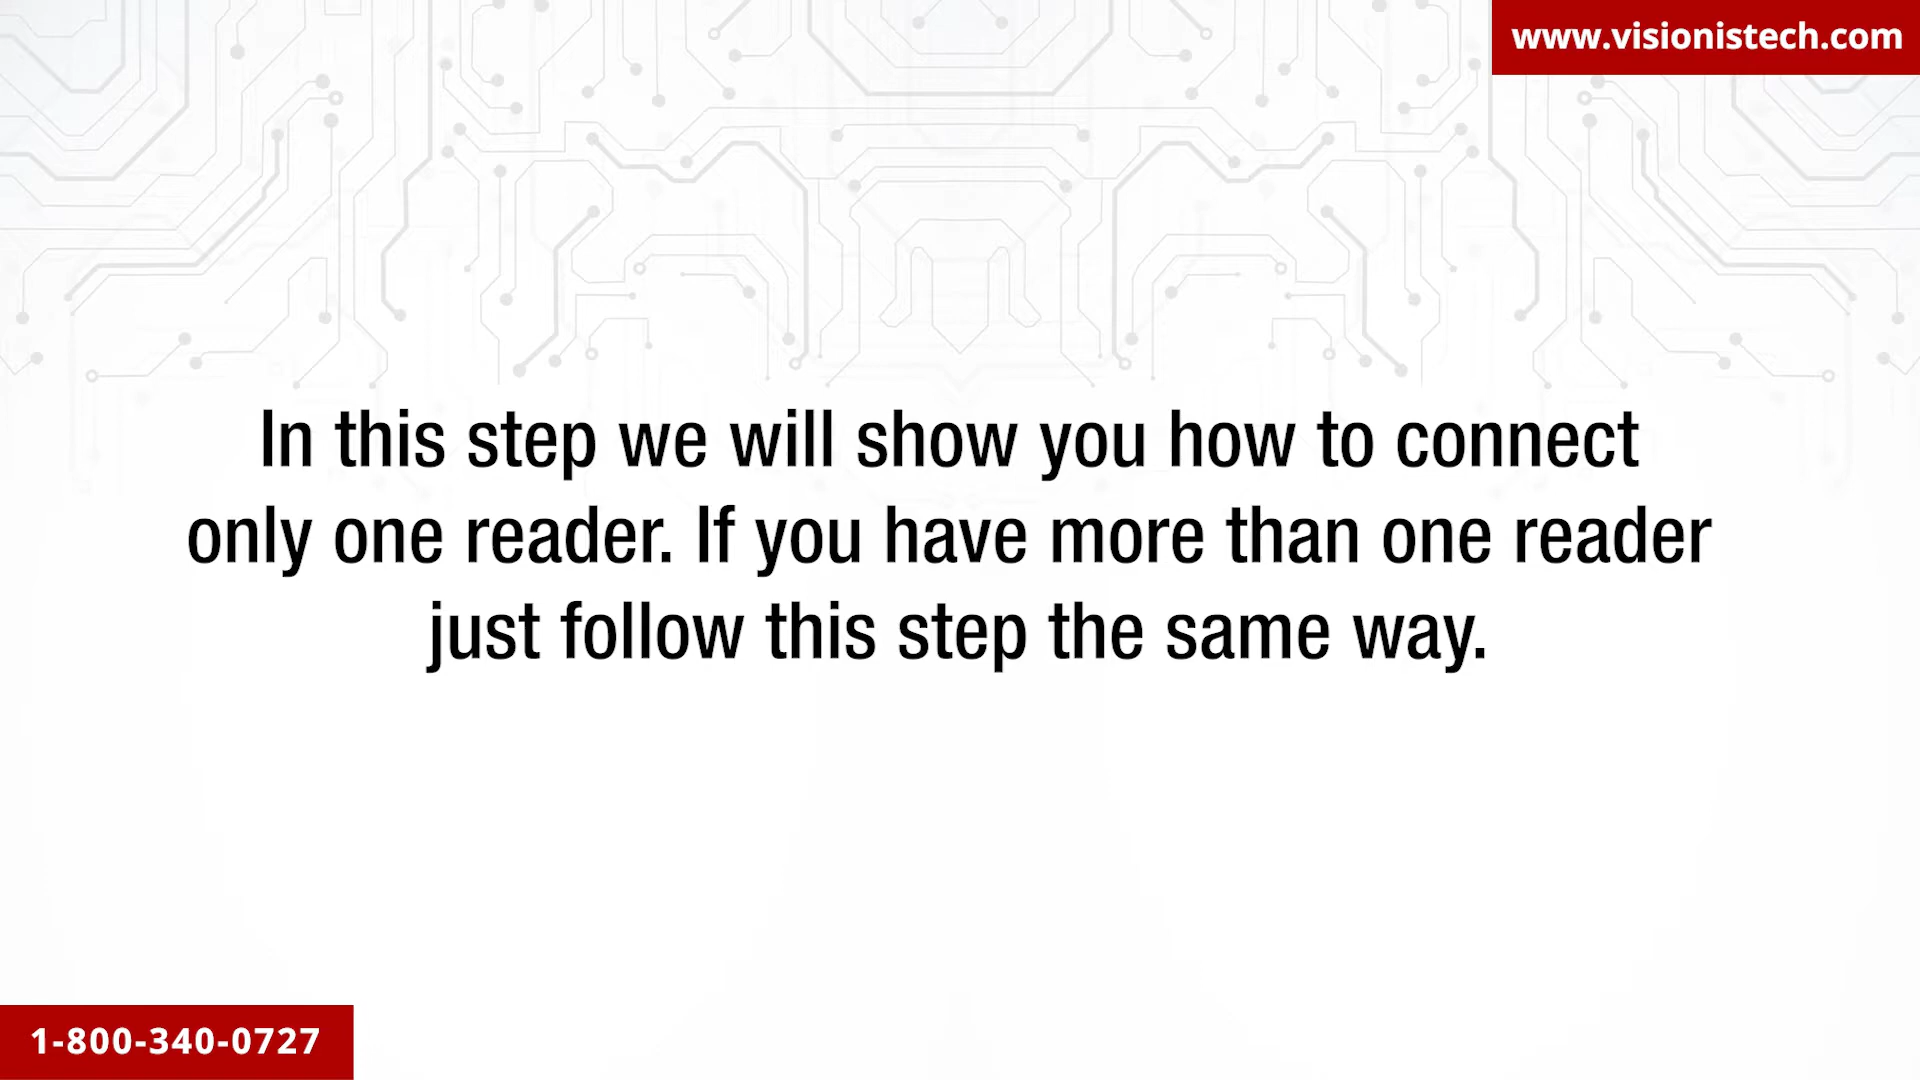 www.visionistech.com
In this step we will show you how to connect
only one reader. If you have more than one reader
just follow this step the same way.
1-800-340-0727